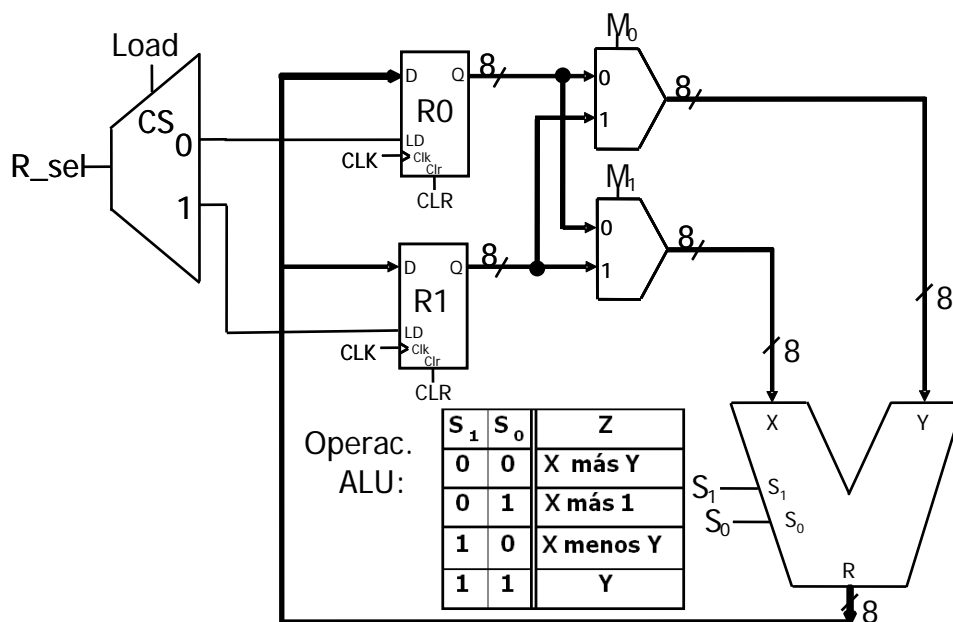 Load
CS
0
R_sel
1
D
Q
8
R0
LD
CLK
Clk
Clr
CLR
D
Q
8
R1
LD
CLK
Clk
Clr
CLR
M0
0
1
8
M1
0
1
8
8
8
X
Y
S1
S1
S0
S0
R
8
Operac.
ALU:
S1 S0 Z
0 0 X más Y
0 1 X más 1
1 0 X menos Y
1 1 Y